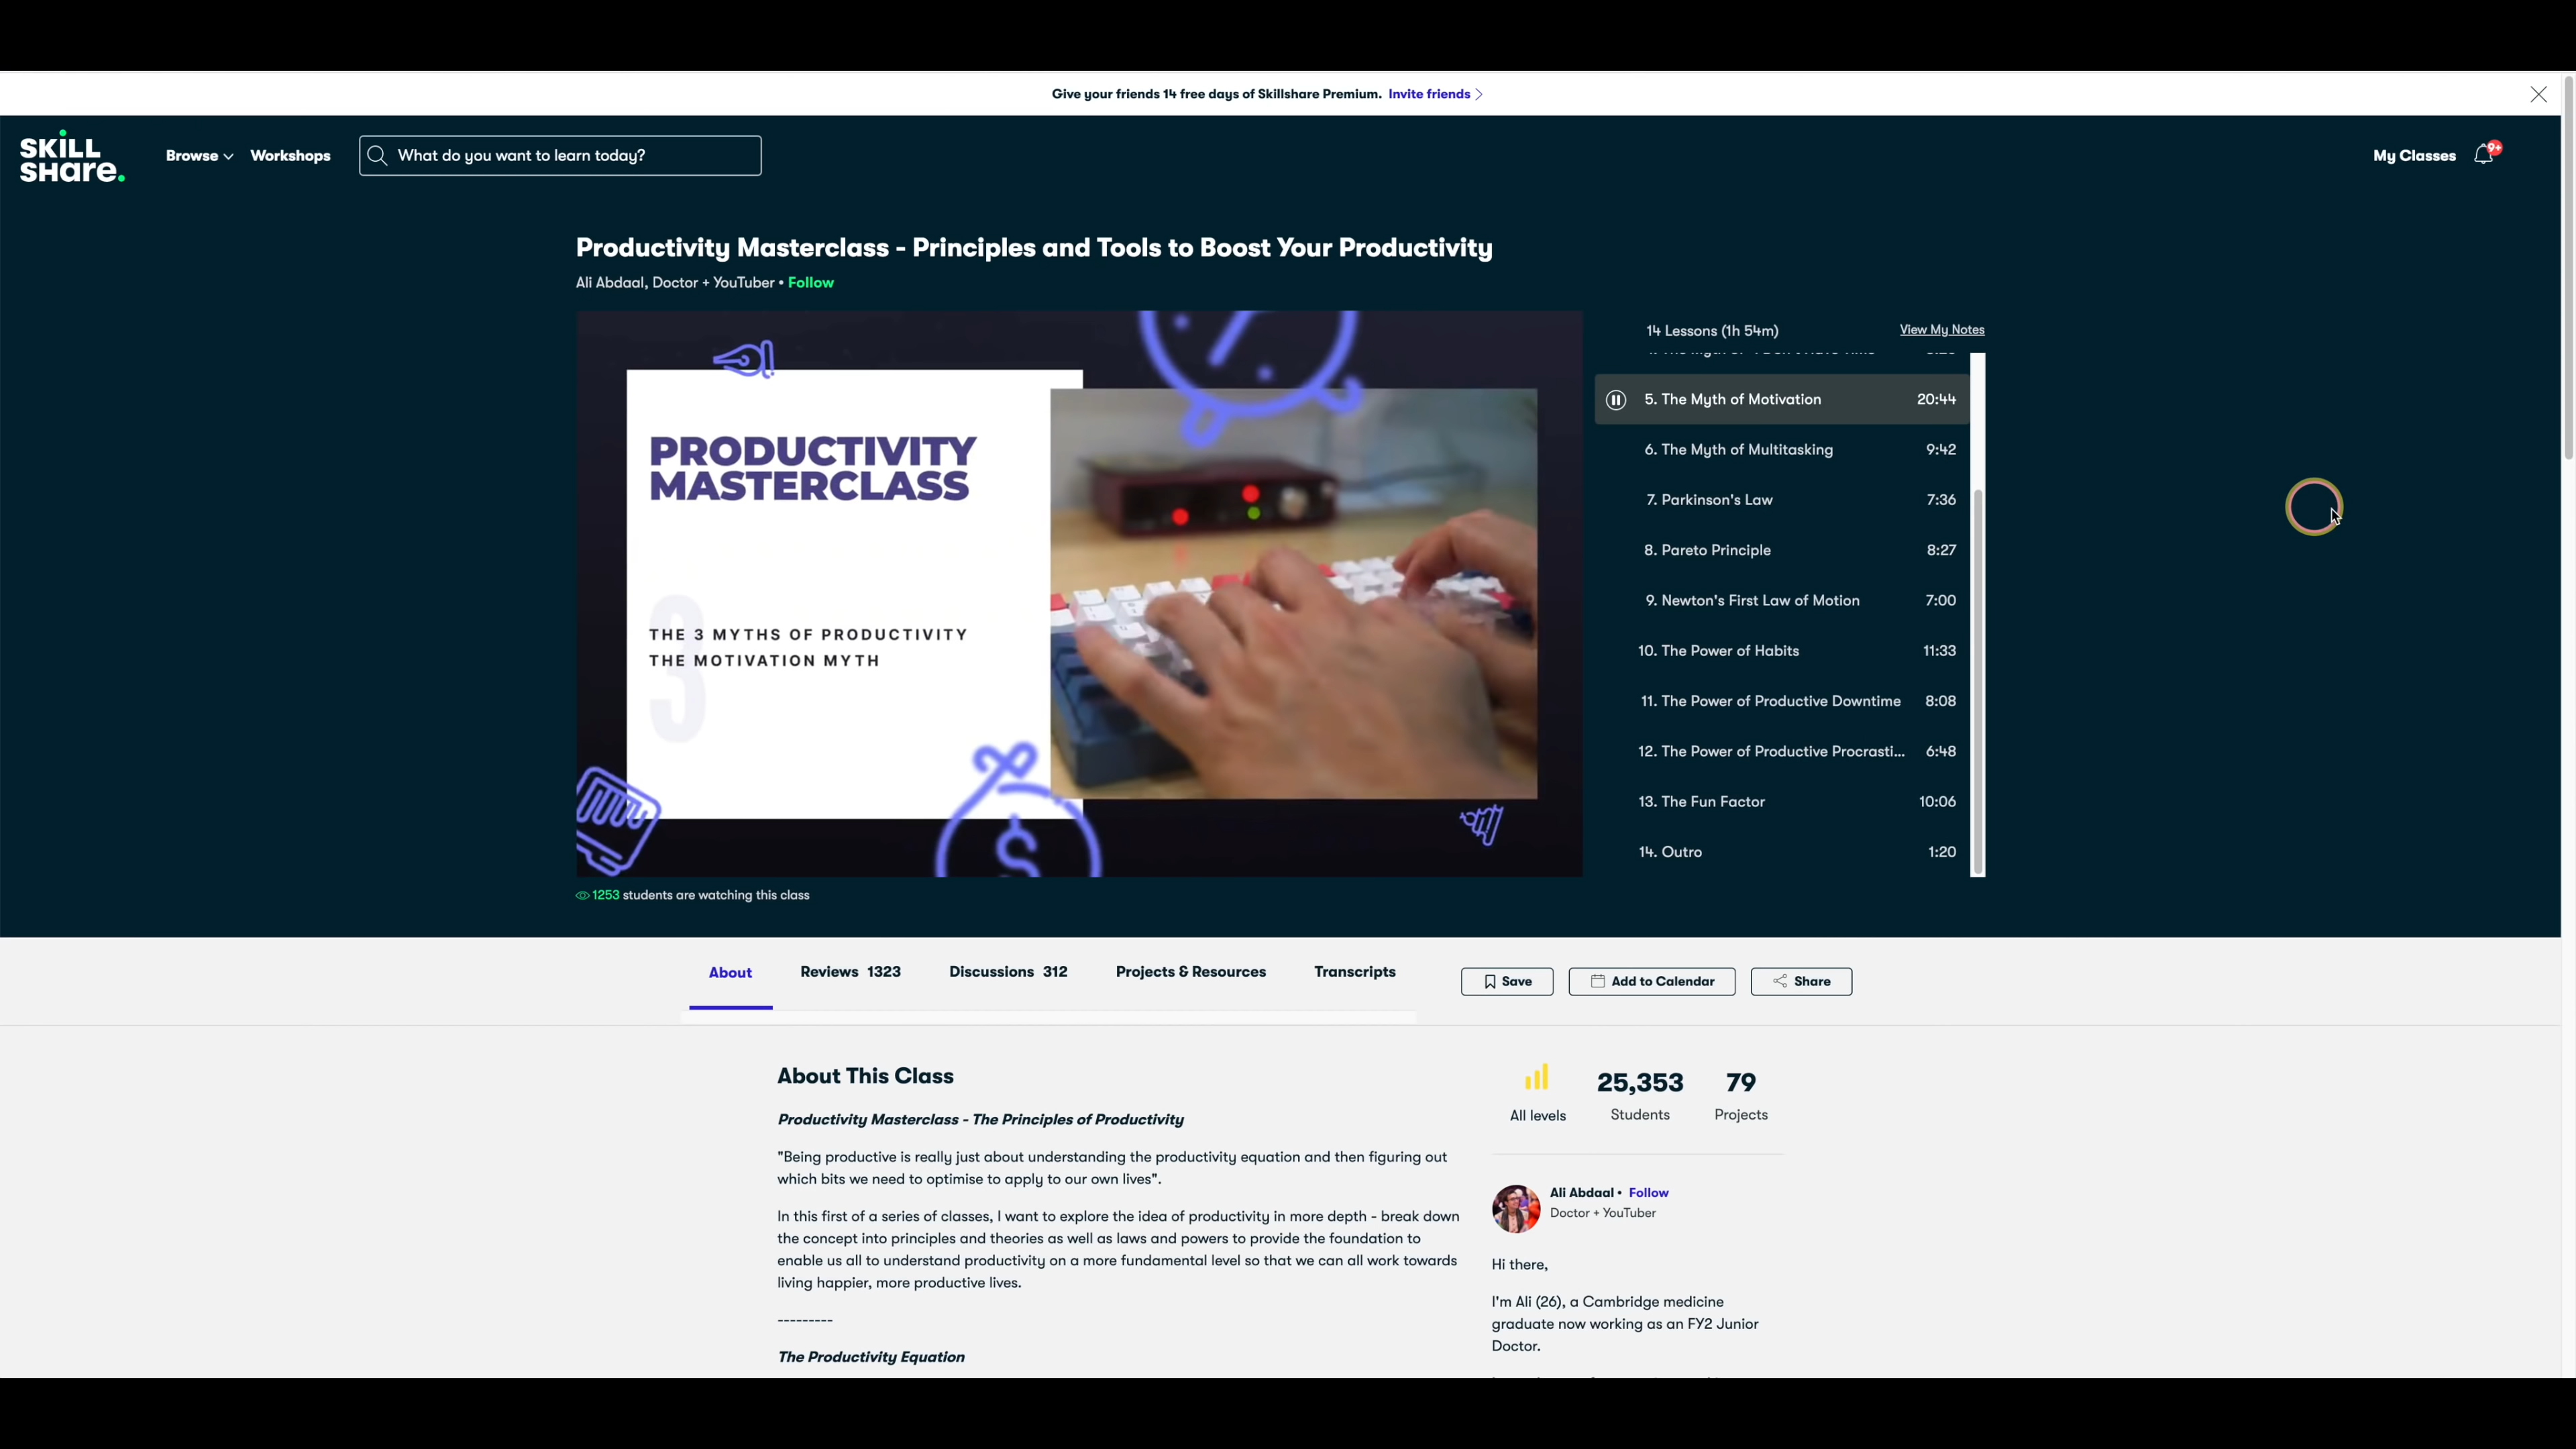 Give your friends 14 free days of Skillshare Premium. Invite friends
SKILL
SHare.
Browse
Workshops
What do you want to learn today?
My Classes
9+
Productivity Masterclass - Principles and Tools to Boost Your Productivity
Ali Abdaal, Doctor + YouTuber • Follow
PRODUCTIVITY
MASTERCLASS
3
THE 3 MYTHS OF PRODUCTIVITY
THE MOTIVATION MYTH
$
14 Lessons (1h 54m)
View My Notes
5. The Myth of Motivation 20:44
6. The Myth of Multitasking 9:42
7. Parkinson's Law 7:36
8. Pareto Principle 8:27
9. Newton's First Law of Motion 7:00
10. The Power of Habits 11:33
11. The Power of Productive Downtime 8:08
12. The Power of Productive Procrasti... 6:48
13. The Fun Factor 10:06
14. Outro 1:20
1253 students are watching this class
About
Reviews 1323
Discussions 312
Projects & Resources
Transcripts
Save
Add to Calendar
Share
About This Class
Productivity Masterclass - The Principles of Productivity
"Being productive is really just about understanding the productivity equation and then figuring out
which bits we need to optimise to apply to our own lives".
In this first of a series of classes, I want to explore the idea of productivity in more depth - break down
the concept into principles and theories as well as laws and powers to provide the foundation to
enable us all to understand productivity on a more fundamental level so that we can all work towards
living happier, more productive lives.
---------
The Productivity Equation
All levels
25,353
Students
79
Projects
Ali Abdaal • Follow
Doctor + YouTuber
Hi there,
I'm Ali (26), a Cambridge medicine
graduate now working as an FY2 Junior
Doctor.